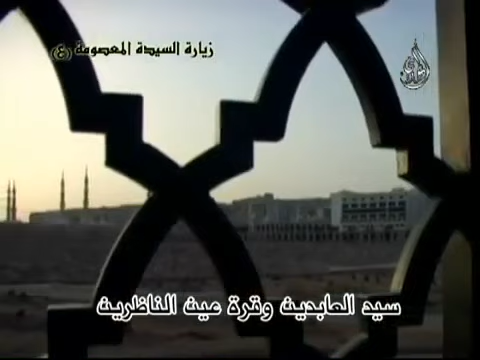 زيارة السيدة المعصومة (ع)
سيد العابدين وقرة عين الناظرين